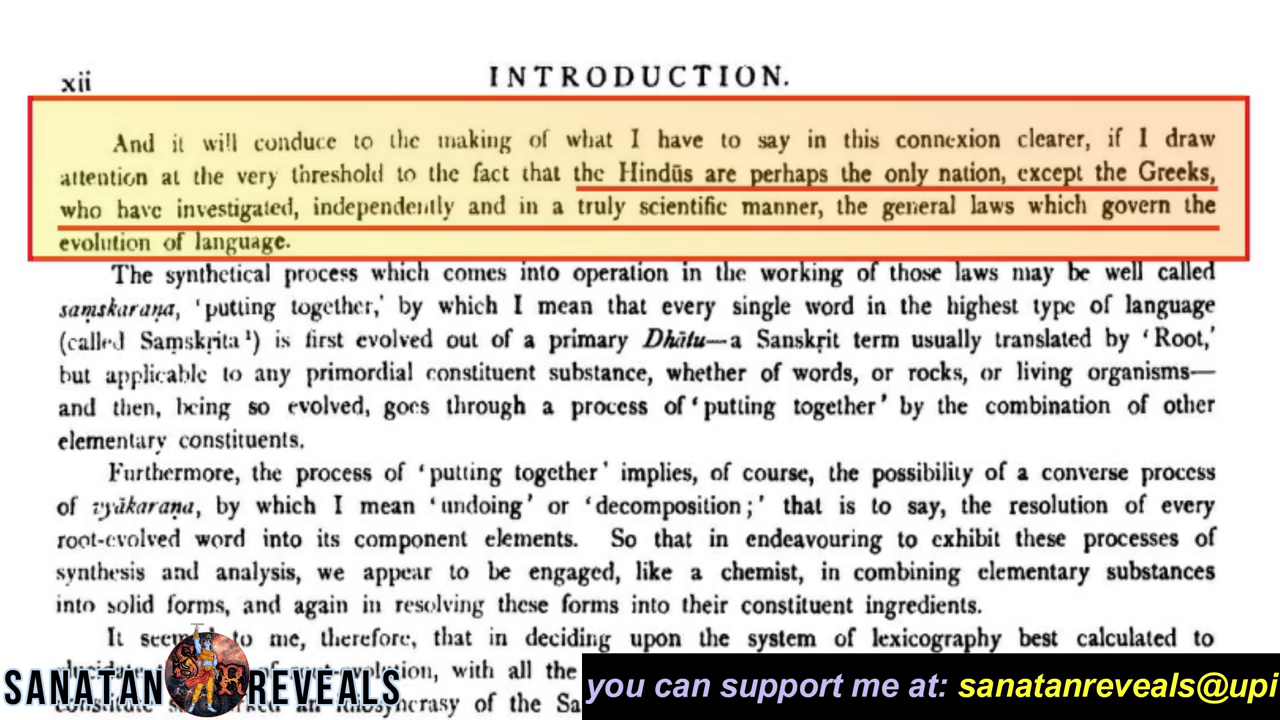 xii
INTRODUCTION.
And it will conduce to the making of what I have to say in this connexion clearer, if I draw
attention at the very threshold to the fact that the Hindūs are perhaps the only nation, except the Greeks,
who have investigated, independently and in a truly scientific manner, the general laws which govern the
evolution of language.
The synthetical process which comes into operation in the working of those laws may be well called
saṃskaraṇa, ‘putting together,’ by which I mean that every single word in the highest type of language
(called Saṃskṛita¹) is first evolved out of a primary Dhātu—a Sanskṛit term usually translated by ‘Root,’
but applicable to any primordial constituent substance, whether of words, or rocks, or living organisms—
and then, being so evolved, goes through a process of ‘putting together’ by the combination of other
elementary constituents.
Furthermore, the process of ‘putting together’ implies, of course, the possibility of a converse process
of vyākaraṇa, by which I mean ‘undoing’ or ‘decomposition;’ that is to say, the resolution of every
root-evolved word into its component elements. So that in endeavouring to exhibit these processes of
synthesis and analysis, we appear to be engaged, like a chemist, in combining elementary substances
into solid forms, and again in resolving these forms into their constituent ingredients.
It to me, therefore, that in deciding upon the system of lexicography best calculated to
of with all the
constitute an idiosyncrasy of the
SANATAN REVEALS
you can support me at: sanatanreveals@upi